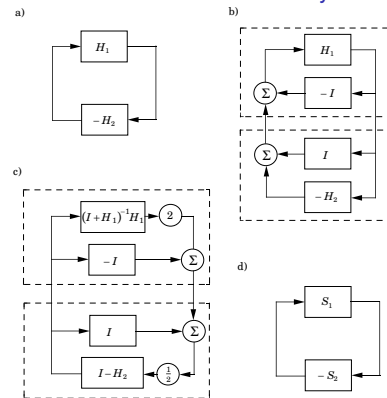 a)
H₁
−H₂
b)
H₁
Σ
−I
Σ
I
−H₂
c)
(I+H₁)⁻¹H₁
2
−I
Σ
I
Σ
I−H₂
1/2
d)
S₁
−S₂